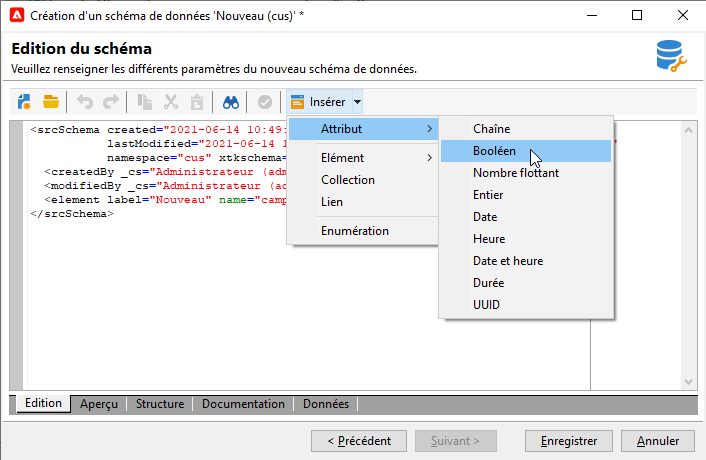 Création d'un schéma de données 'Nouveau (cus)' *
Edition du schéma
Veuillez renseigner les différents paramètres du nouveau schéma de données.
Insérer
<srcSchema created="2021-06-14 10:49:
lastModified="2021-06-14 1
namespace="cus" xtkschema=
<createdBy _cs="Administrateur (adm
<modifiedBy _cs="Administrateur (ad
<element label="Nouveau" name="camp
</srcSchema>
Attribut
Elément
Collection
Lien
Enumération
Chaîne
Booléen
Nombre flottant
Entier
Date
Heure
Date et heure
Durée
UUID
Edition Aperçu Structure Documentation Données
< Précédent Suivant > Enregistrer Annuler